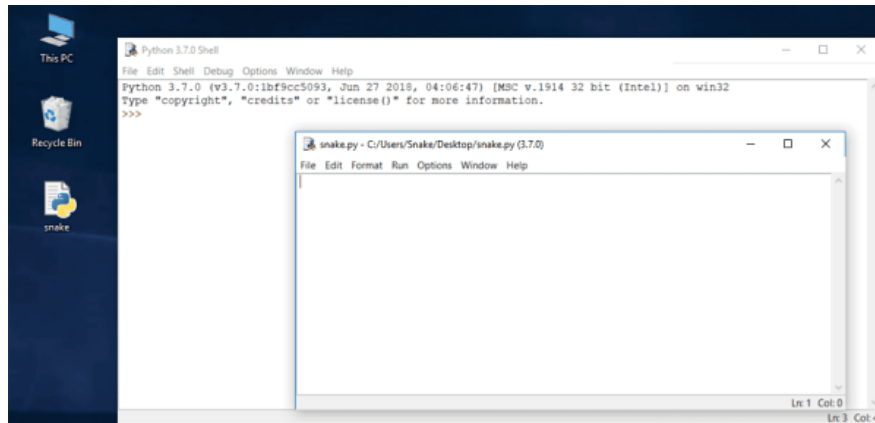 This PC
Recycle Bin
snake
Python 3.7.0 Shell
File Edit Shell Debug Options Window Help
Python 3.7.0 (v3.7.0:1bf9cc5093, Jun 27 2018, 04:06:47) [MSC v.1914 32 bit (Intel)] on win32
Type "copyright", "credits" or "license()" for more information.
>>>
snake.py - C:/Users/Snake/Desktop/snake.py (3.7.0)
File Edit Format Run Options Window Help
Ln: 1 Col: 0
Ln: 3 Col: 4